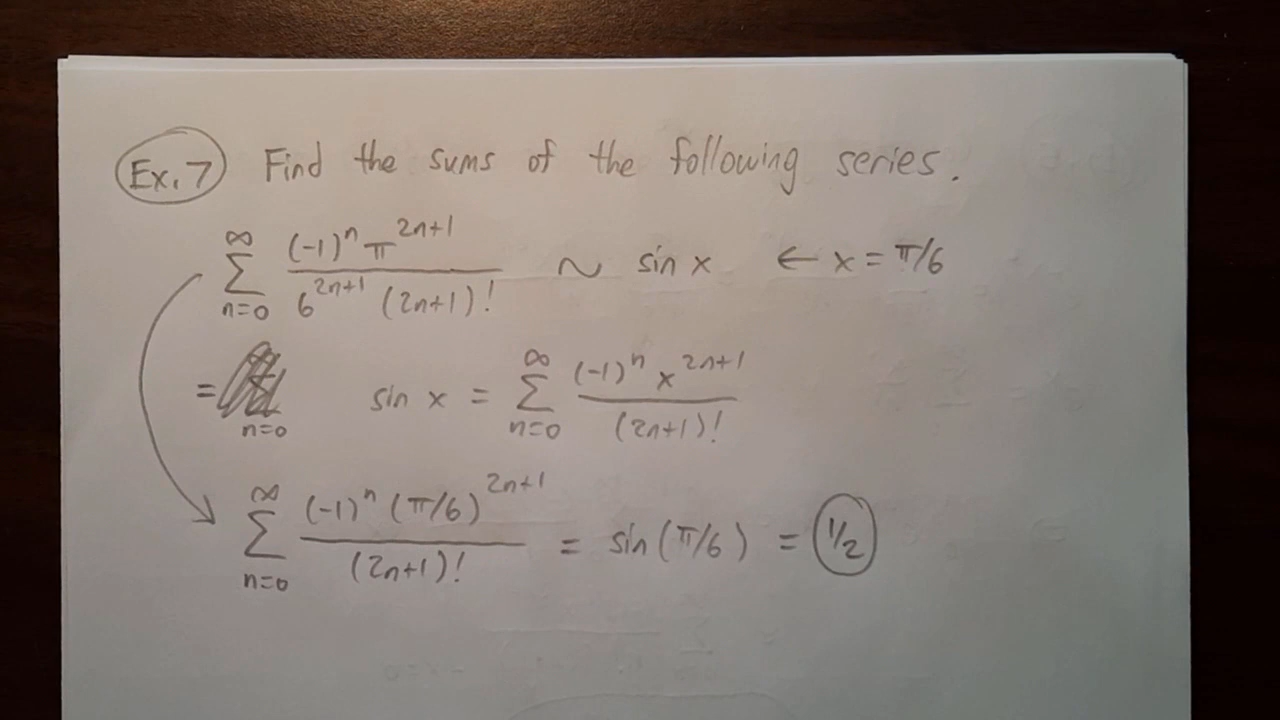 Ex. 7 Find the sums of the following series.
∞ Σ n=0 (-1)^n π^(2n+1) / 6^(2n+1) (2n+1)! ~ sin x ← x = π/6
= n=0 sin x = ∞ Σ n=0 (-1)^n x^(2n+1) / (2n+1)!
∞ Σ n=0 (-1)^n (π/6)^(2n+1) / (2n+1)! = sin(π/6) = 1/2